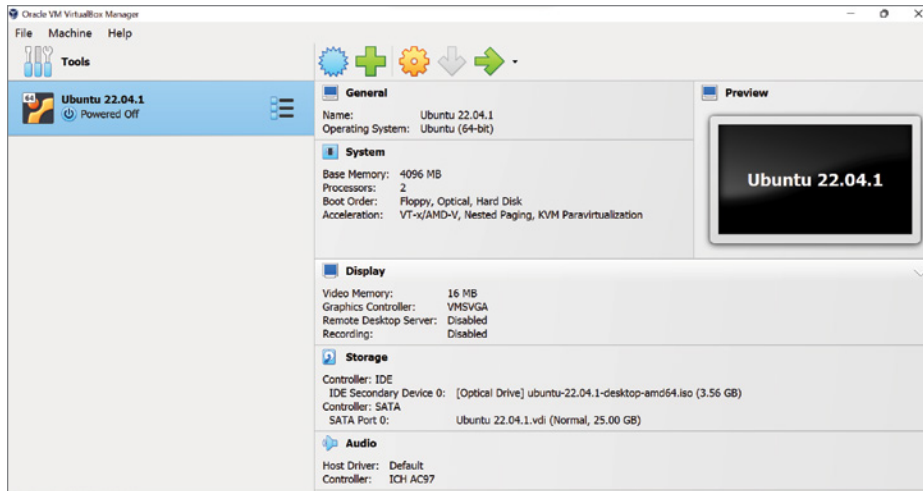 Oracle VM VirtualBox Manager
File Machine Help
Tools
64
Ubuntu 22.04.1
Powered Off
General
Name: Ubuntu 22.04.1
Operating System: Ubuntu (64-bit)
System
Base Memory: 4096 MB
Processors: 2
Boot Order: Floppy, Optical, Hard Disk
Acceleration: VT-x/AMD-V, Nested Paging, KVM Paravirtualization
Preview
Ubuntu 22.04.1
Display
Video Memory: 16 MB
Graphics Controller: VMSVGA
Remote Desktop Server: Disabled
Recording: Disabled
Storage
Controller: IDE
IDE Secondary Device 0: [Optical Drive] ubuntu-22.04.1-desktop-amd64.iso (3.56 GB)
Controller: SATA
SATA Port 0: Ubuntu 22.04.1.vdi (Normal, 25.00 GB)
Audio
Host Driver: Default
Controller: ICH AC97